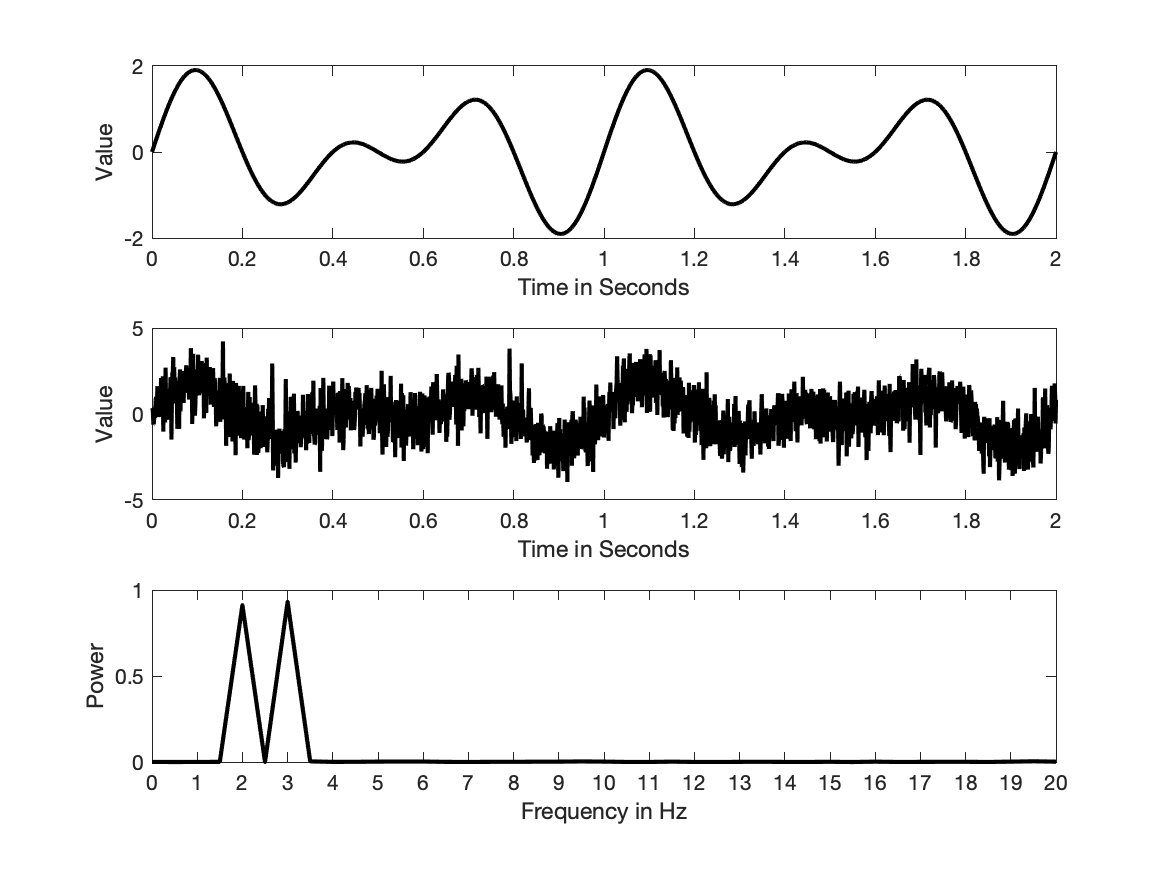 2
0
-2
Value
0 0.2 0.4 0.6 0.8 1 1.2 1.4 1.6 1.8 2
Time in Seconds
5
0
-5
Value
0 0.2 0.4 0.6 0.8 1 1.2 1.4 1.6 1.8 2
Time in Seconds
1
0.5
0
Power
0 1 2 3 4 5 6 7 8 9 10 11 12 13 14 15 16 17 18 19 20
Frequency in Hz